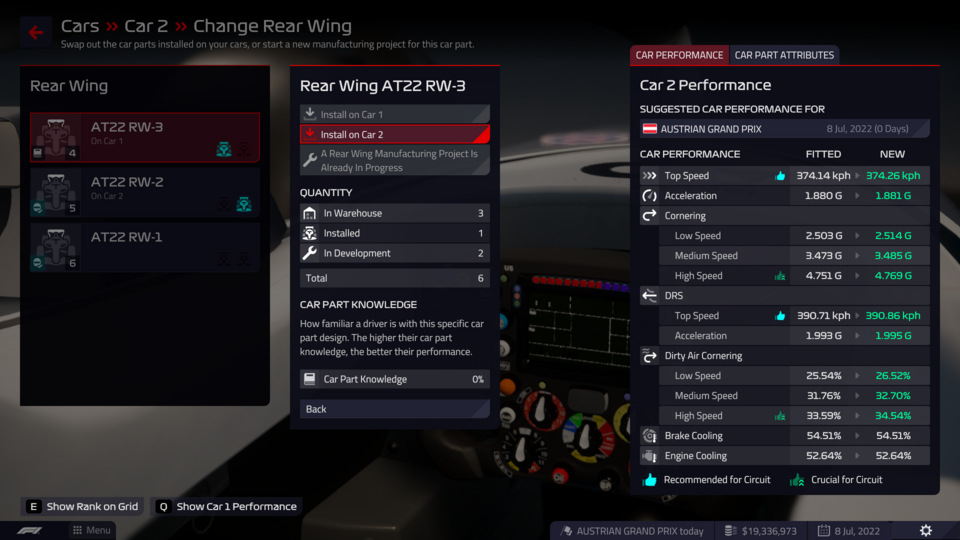 Cars » Car 2 » Change Rear Wing
Swap out the car parts installed on your cars, or start a new manufacturing project for this car part.
Rear Wing
AT22 RW-3
On Car 1
4
AT22 RW-2
On Car 2
5
AT22 RW-1
6
Rear Wing AT22 RW-3
Install on Car 1
Install on Car 2
A Rear Wing Manufacturing Project Is
Already In Progress
QUANTITY
In Warehouse 3
Installed 1
In Development 2
Total 6
CAR PART KNOWLEDGE
How familiar a driver is with this specific car
part design. The higher their car part
knowledge, the better their performance.
Car Part Knowledge 0%
Back
CAR PERFORMANCE CAR PART ATTRIBUTES
Car 2 Performance
SUGGESTED CAR PERFORMANCE FOR
AUSTRIAN GRAND PRIX 8 Jul, 2022 (0 Days)
CAR PERFORMANCE FITTED NEW
Top Speed 374.14 kph 374.26 kph
Acceleration 1.880 G 1.881 G
Cornering
Low Speed 2.503 G 2.514 G
Medium Speed 3.473 G 3.485 G
High Speed 4.751 G 4.769 G
DRS
Top Speed 390.71 kph 390.86 kph
Acceleration 1.993 G 1.995 G
Dirty Air Cornering
Low Speed 25.54% 26.52%
Medium Speed 31.76% 32.70%
High Speed 33.59% 34.54%
Brake Cooling 54.51% 54.51%
Engine Cooling 52.64% 52.64%
Recommended for Circuit Crucial for Circuit
E Show Rank on Grid Q Show Car 1 Performance
F1 Menu
AUSTRIAN GRAND PRIX today $19,336,973 8 Jul, 2022